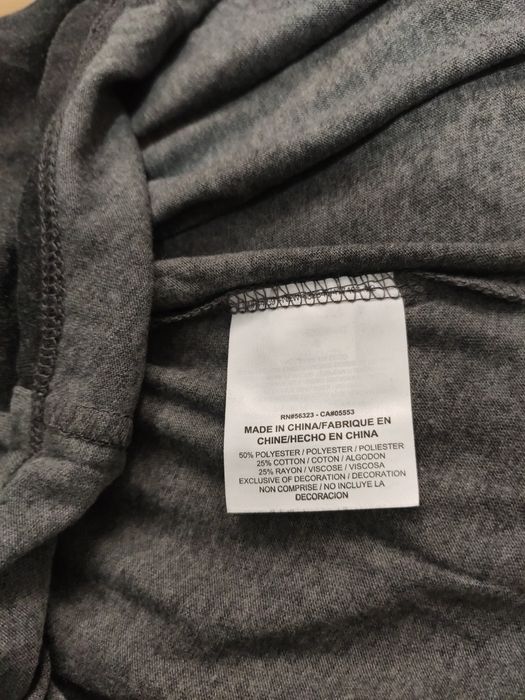 RN#56323 - CA#05553
MADE IN CHINA/FABRIQUE EN
CHINE/HECHO EN CHINA
50% POLYESTER / POLYESTER / POLIESTER
25% COTTON / COTON / ALGODON
25% RAYON / VISCOSE / VISCOSA
EXCLUSIVE OF DECORATION / DECORATION
NON COMPRISE / NO INCLUYE LA
DECORACION